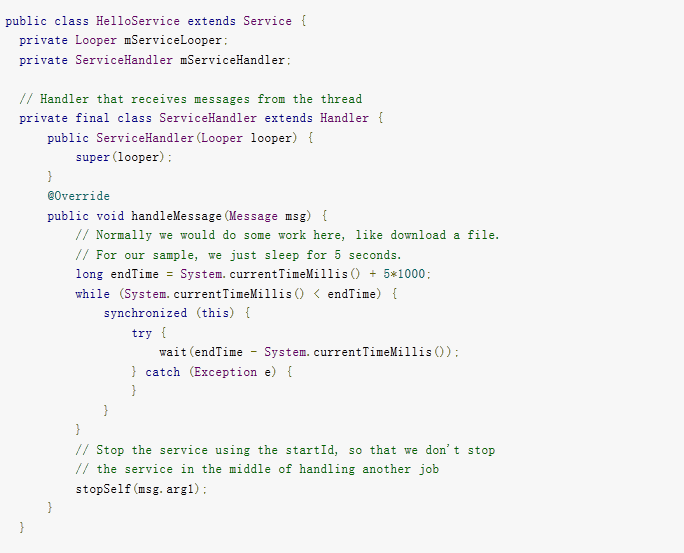 public class HelloService extends Service {
  private Looper mServiceLooper;
  private ServiceHandler mServiceHandler;

  // Handler that receives messages from the thread
  private final class ServiceHandler extends Handler {
      public ServiceHandler(Looper looper) {
          super(looper);
      }
      @Override
      public void handleMessage(Message msg) {
          // Normally we would do some work here, like download a file.
          // For our sample, we just sleep for 5 seconds.
          long endTime = System.currentTimeMillis() + 5*1000;
          while (System.currentTimeMillis() < endTime) {
              synchronized (this) {
                  try {
                      wait(endTime - System.currentTimeMillis());
                  } catch (Exception e) {
                  }
              }
          }
          // Stop the service using the startId, so that we don't stop
          // the service in the middle of handling another job
          stopSelf(msg.arg1);
      }
  }